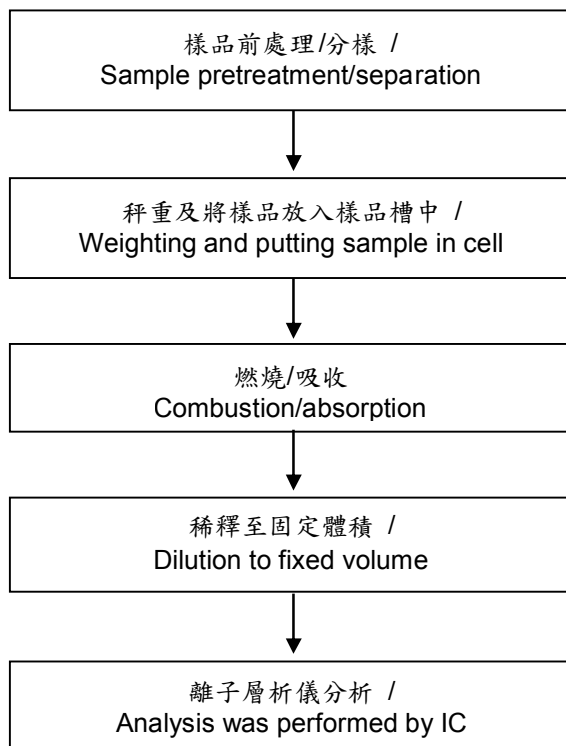 樣品前處理/分樣 /
Sample pretreatment/separation
秤重及將樣品放入樣品槽中 /
Weighting and putting sample in cell
燃燒/吸收
Combustion/absorption
稀釋至固定體積 /
Dilution to fixed volume
離子層析儀分析 /
Analysis was performed by IC